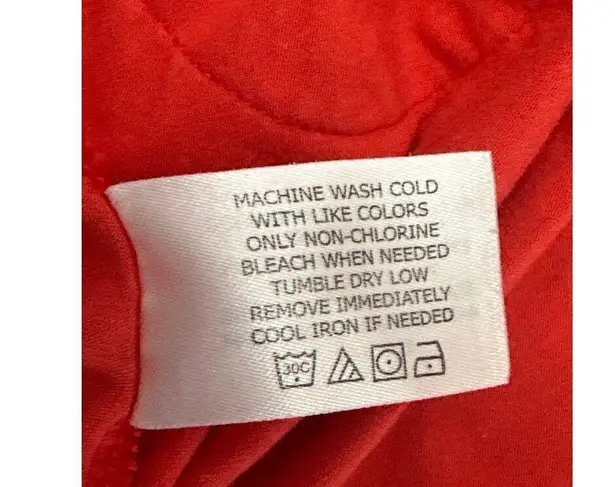 MACHINE WASH COLD
WITH LIKE COLORS
ONLY NON-CHLORINE
BLEACH WHEN NEEDED
TUMBLE DRY LOW
REMOVE IMMEDIATELY
COOL IRON IF NEEDED
30C